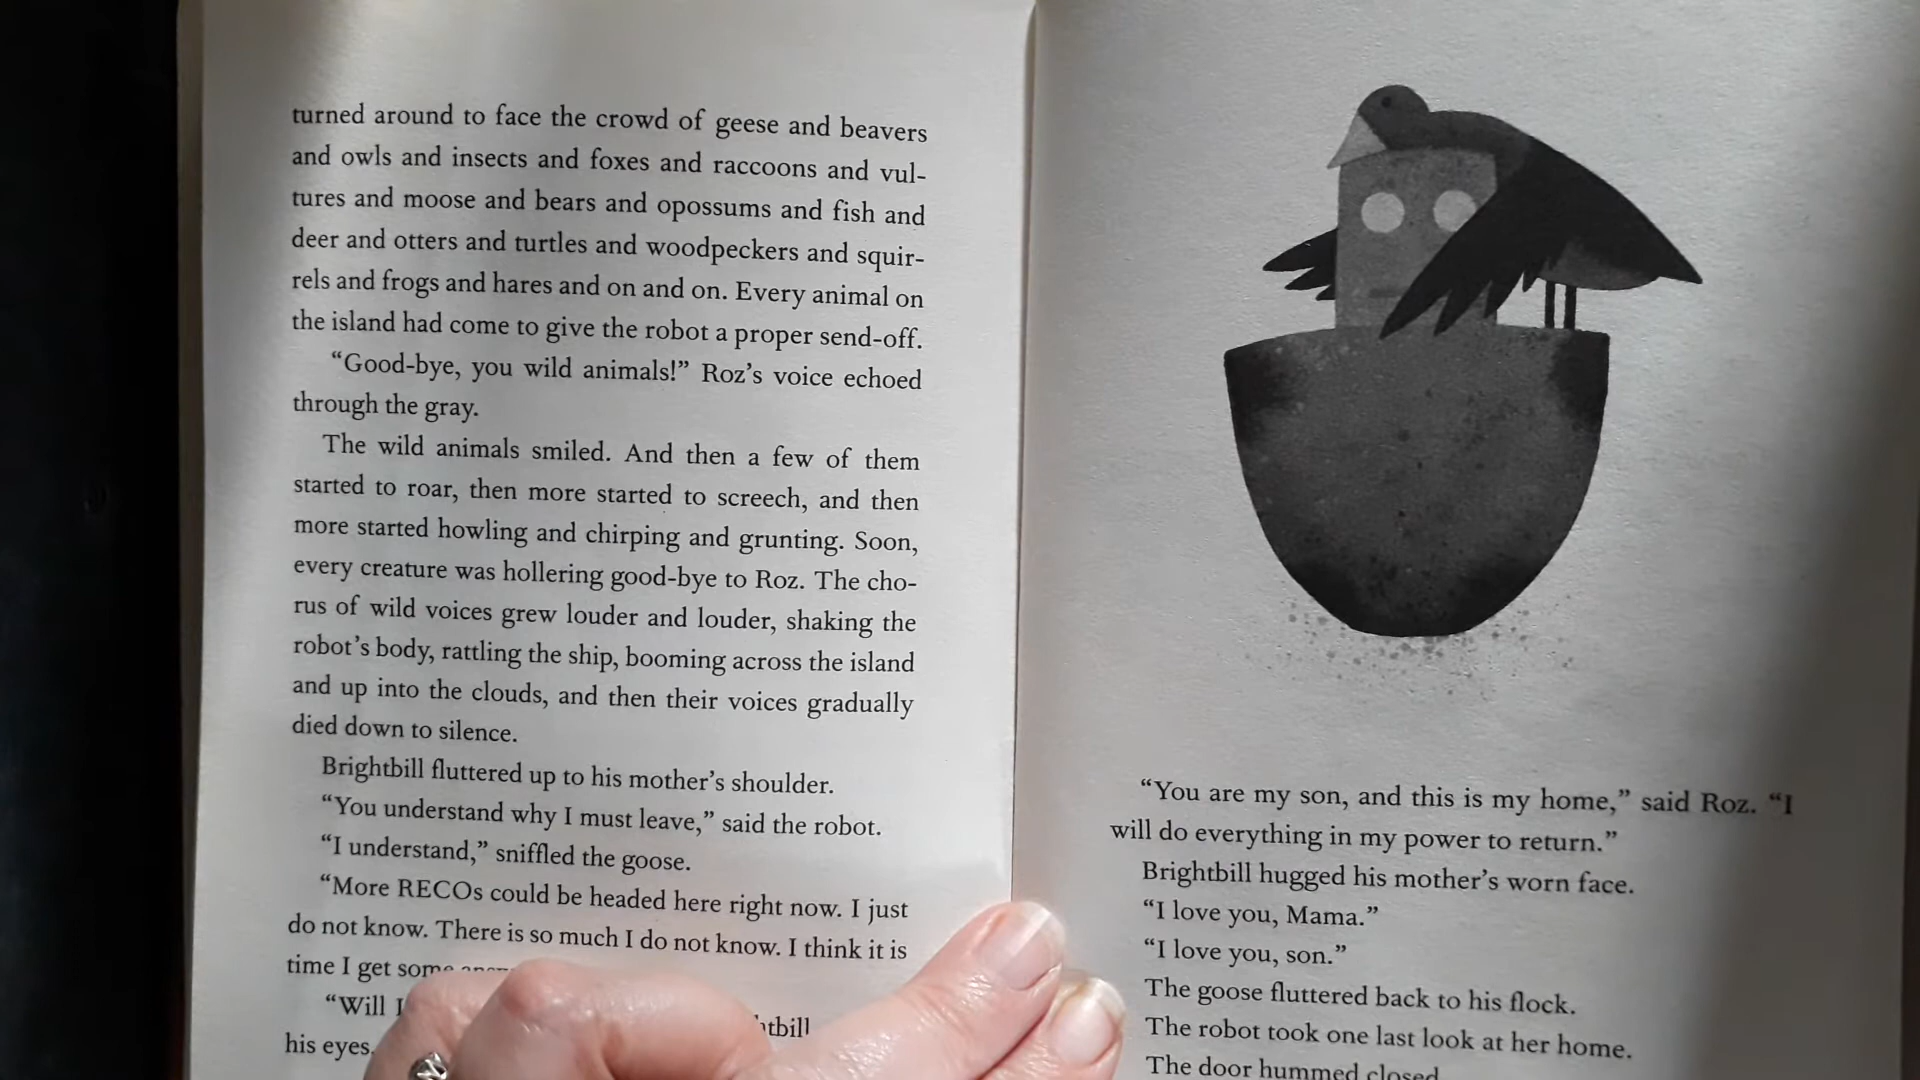 turned around to face the crowd of geese and beavers
and owls and insects and foxes and raccoons and vul-
tures and moose and bears and opossums and fish and
deer and otters and turtles and woodpeckers and squir-
rels and frogs and hares and on and on. Every animal on
the island had come to give the robot a proper send-off.
“Good-bye, you wild animals!” Roz’s voice echoed
through the gray.
The wild animals smiled. And then a few of them
started to roar, then more started to screech, and then
more started howling and chirping and grunting. Soon,
every creature was hollering good-bye to Roz. The cho-
rus of wild voices grew louder and louder, shaking the
robot’s body, rattling the ship, booming across the island
and up into the clouds, and then their voices gradually
died down to silence.
Brightbill fluttered up to his mother’s shoulder.
“You understand why I must leave,” said the robot.
“I understand,” sniffled the goose.
“More RECOs could be headed here right now. I just
do not know. There is so much I do not know. I think it is
time I get some
“Will I
his eyes.
“You are my son, and this is my home,” said Roz. “I
will do everything in my power to return.”
Brightbill hugged his mother’s worn face.
“I love you, Mama.”
“I love you, son.”
The goose fluttered back to his flock.
The robot took one last look at her home.
The door hummed closed